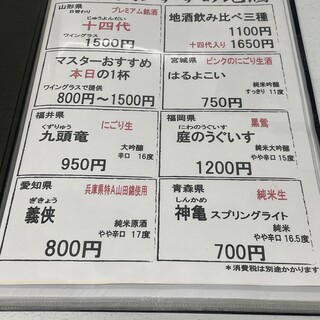 山形県
日替わり
プレミアム銘酒
じゅうよんだい
十四代
ワイングラス
1500円
地酒飲み比べ三種
1100円
十四代入り 1650円
マスターおすすめ
本日の1杯
ワイングラスで提供
800円～1500円
宮城県
ピンクのにごり生酒
はるよこい
純米吟醸
すっきり 11度
750円
福井県
にごり生
くずりゅう
九頭竜
大吟醸
辛口 16度
950円
福岡県
黒鶯
にわのうぐいす
庭のうぐいす
純米大吟醸
やや辛口 15度
1200円
愛知県
兵庫県特A山田錦使用
ぎきょう
義侠
純米原酒
やや辛口 17度
800円
青森県
純米生
しんかめ
神亀 スプリングライト
純米
やや辛口 16.5度
700円
*消費税は別途かかります